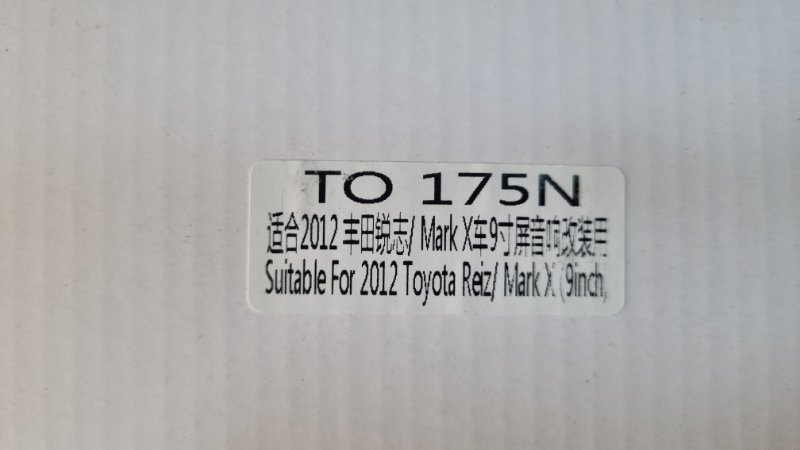 TO 175N
适合2012 丰田锐志/ Mark X车9寸屏音响改装用
Suitable For 2012 Toyota Reiz/ Mark X (9inch)